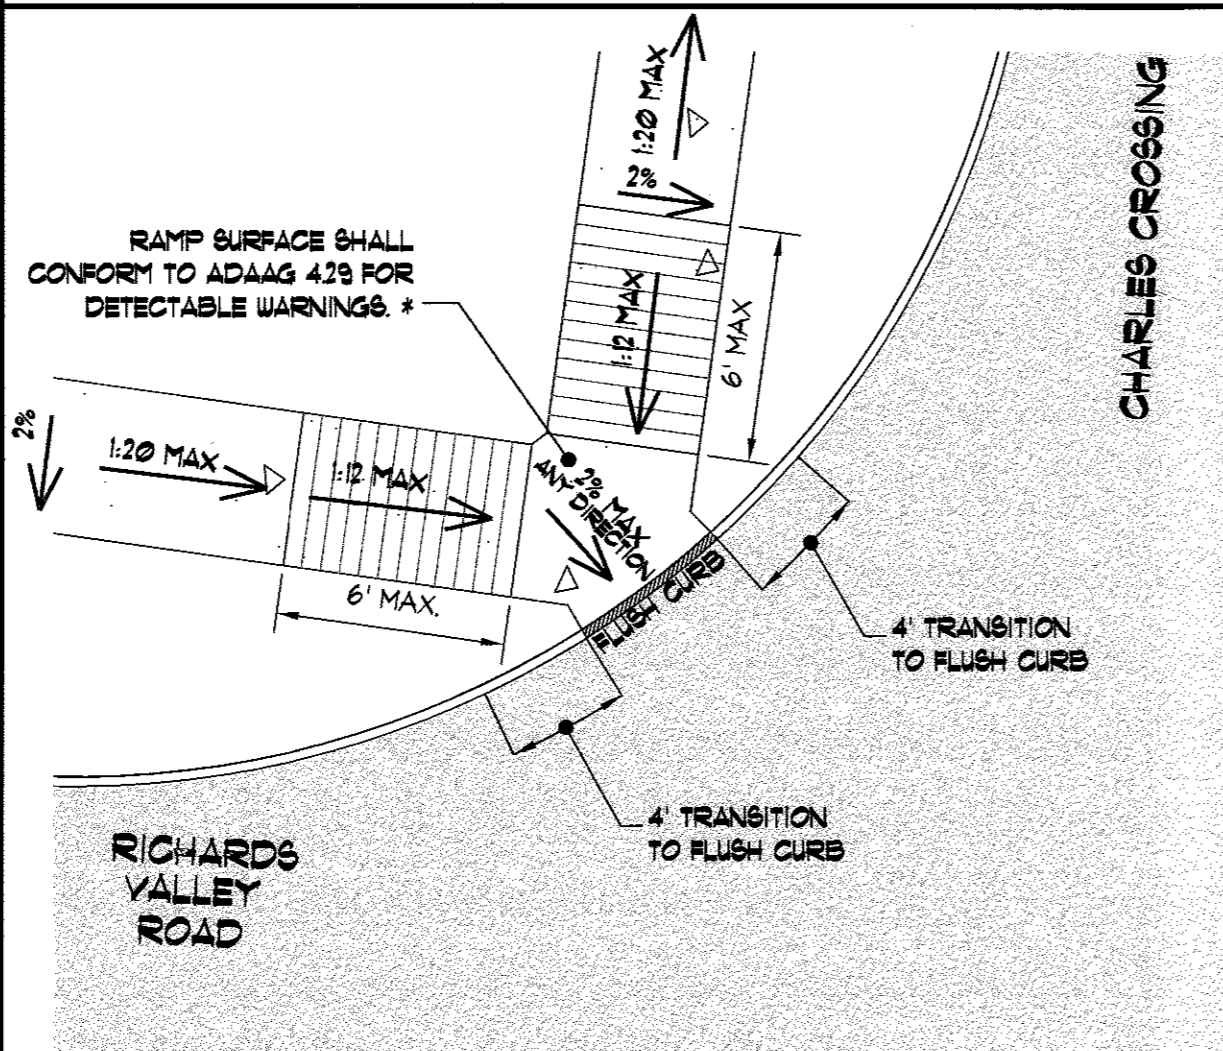 1:20 MAX
2%
CHARLES CROSSING
RAMP SURFACE SHALL
CONFORM TO ADAAG 4.29 FOR
DETECTABLE WARNINGS. *
1:12 MAX
6' MAX
2%
1:20 MAX
1:12 MAX
2% MAX
ANY DIRECTION
6' MAX.
FLUSH CURB
4' TRANSITION
TO FLUSH CURB
4' TRANSITION
TO FLUSH CURB
RICHARDS
VALLEY
ROAD